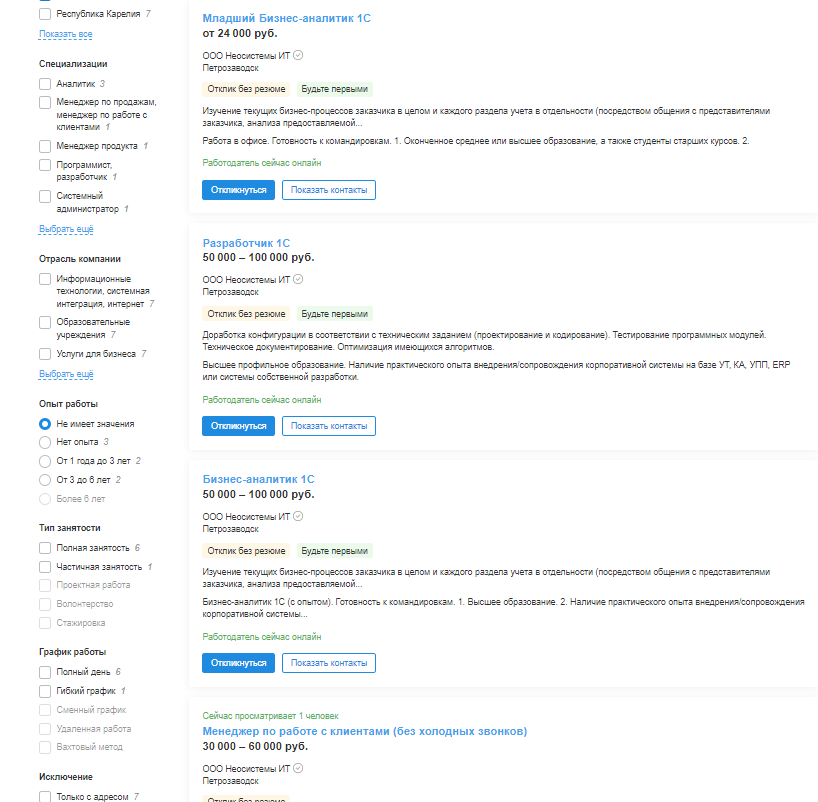 Республика Карелия 7
Показать все
Специализации
Аналитик 3
Менеджер по продажам,
менеджер по работе с
клиентами 1
Менеджер продукта 1
Программист,
разработчик 1
Системный
администратор 1
Выбрать ещё
Отрасль компании
Информационные
технологии, системная
интеграция, интернет 7
Образовательные
учреждения 7
Услуги для бизнеса 7
Выбрать ещё
Опыт работы
Не имеет значения
Нет опыта 3
От 1 года до 3 лет 2
От 3 до 6 лет 2
Более 6 лет
Тип занятости
Полная занятость 6
Частичная занятость 1
Проектная работа
Волонтерство
Стажировка
График работы
Полный день 6
Гибкий график 1
Сменный график
Удаленная работа
Вахтовый метод
Исключение
Только с адресом 7
Младший Бизнес-аналитик 1С
от 24 000 руб.
ООО Неосистемы ИТ
Петрозаводск
Отклик без резюме Будьте первыми
Изучение текущих бизнес-процессов заказчика в целом и каждого раздела учета в отдельности (посредством общения с представителями
заказчика, анализа предоставляемой...
Работа в офисе. Готовность к командировкам. 1. Оконченное среднее или высшее образование, а также студенты старших курсов. 2.
Работодатель сейчас онлайн
Откликнуться Показать контакты
Разработчик 1С
50 000 – 100 000 руб.
ООО Неосистемы ИТ
Петрозаводск
Отклик без резюме Будьте первыми
Доработка конфигурации в соответствии с техническим заданием (проектирование и кодирование). Тестирование программных модулей.
Техническое документирование. Оптимизация имеющихся алгоритмов.
Высшее профильное образование. Наличие практического опыта внедрения/сопровождения корпоративной системы на базе УТ, КА, УПП, ERP
или системы собственной разработки.
Работодатель сейчас онлайн
Откликнуться Показать контакты
Бизнес-аналитик 1С
50 000 – 100 000 руб.
ООО Неосистемы ИТ
Петрозаводск
Отклик без резюме Будьте первыми
Изучение текущих бизнес-процессов заказчика в целом и каждого раздела учета в отдельности (посредством общения с представителями
заказчика, анализа предоставляемой...
Бизнес-аналитик 1С (с опытом). Готовность к командировкам. 1. Высшее образование. 2. Наличие практического опыта внедрения/сопровождения
корпоративной системы...
Работодатель сейчас онлайн
Откликнуться Показать контакты
Сейчас просматривает 1 человек
Менеджер по работе с клиентами (без холодных звонков)
30 000 – 60 000 руб.
ООО Неосистемы ИТ
Петрозаводск
Отклик без резюме